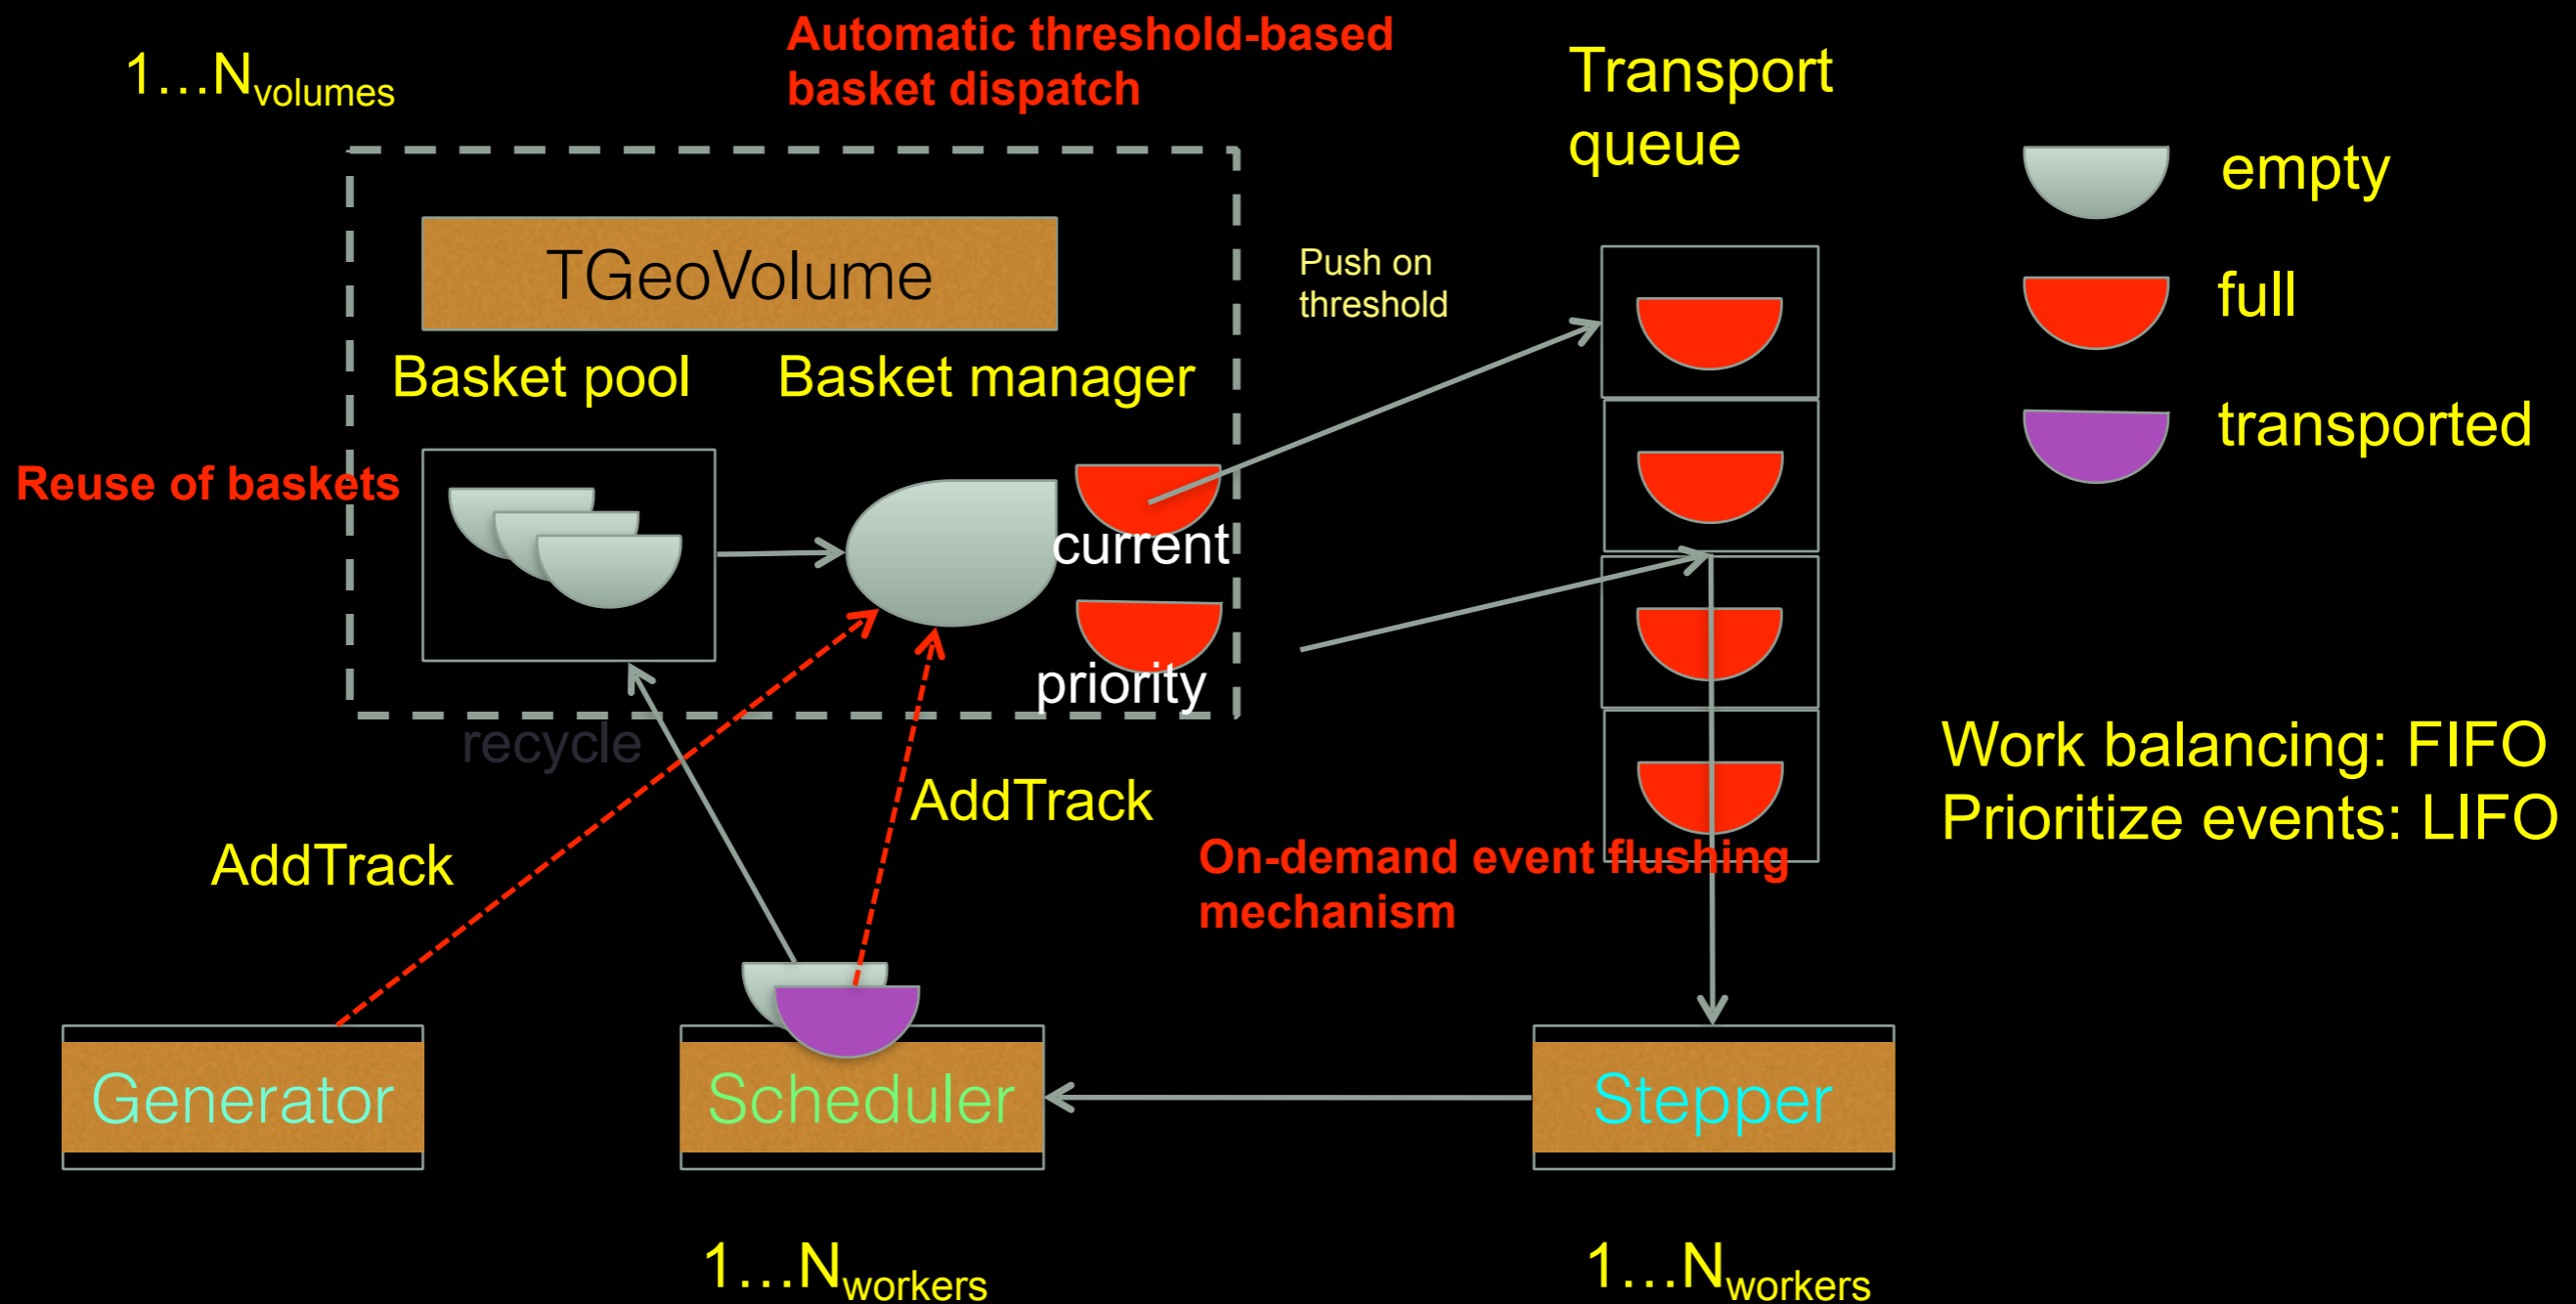 Automatic threshold-based
basket dispatch
1...Nvolumes
Transport
queue
empty
TGeoVolume
Push on
threshold
full
Basket pool
Basket manager
transported
Reuse of baskets
current
priority
recycle
Work balancing: FIFO
Prioritize events: LIFO
AddTrack
AddTrack
On-demand event flushing
mechanism
Generator
Scheduler
Stepper
1...Nworkers
1...Nworkers